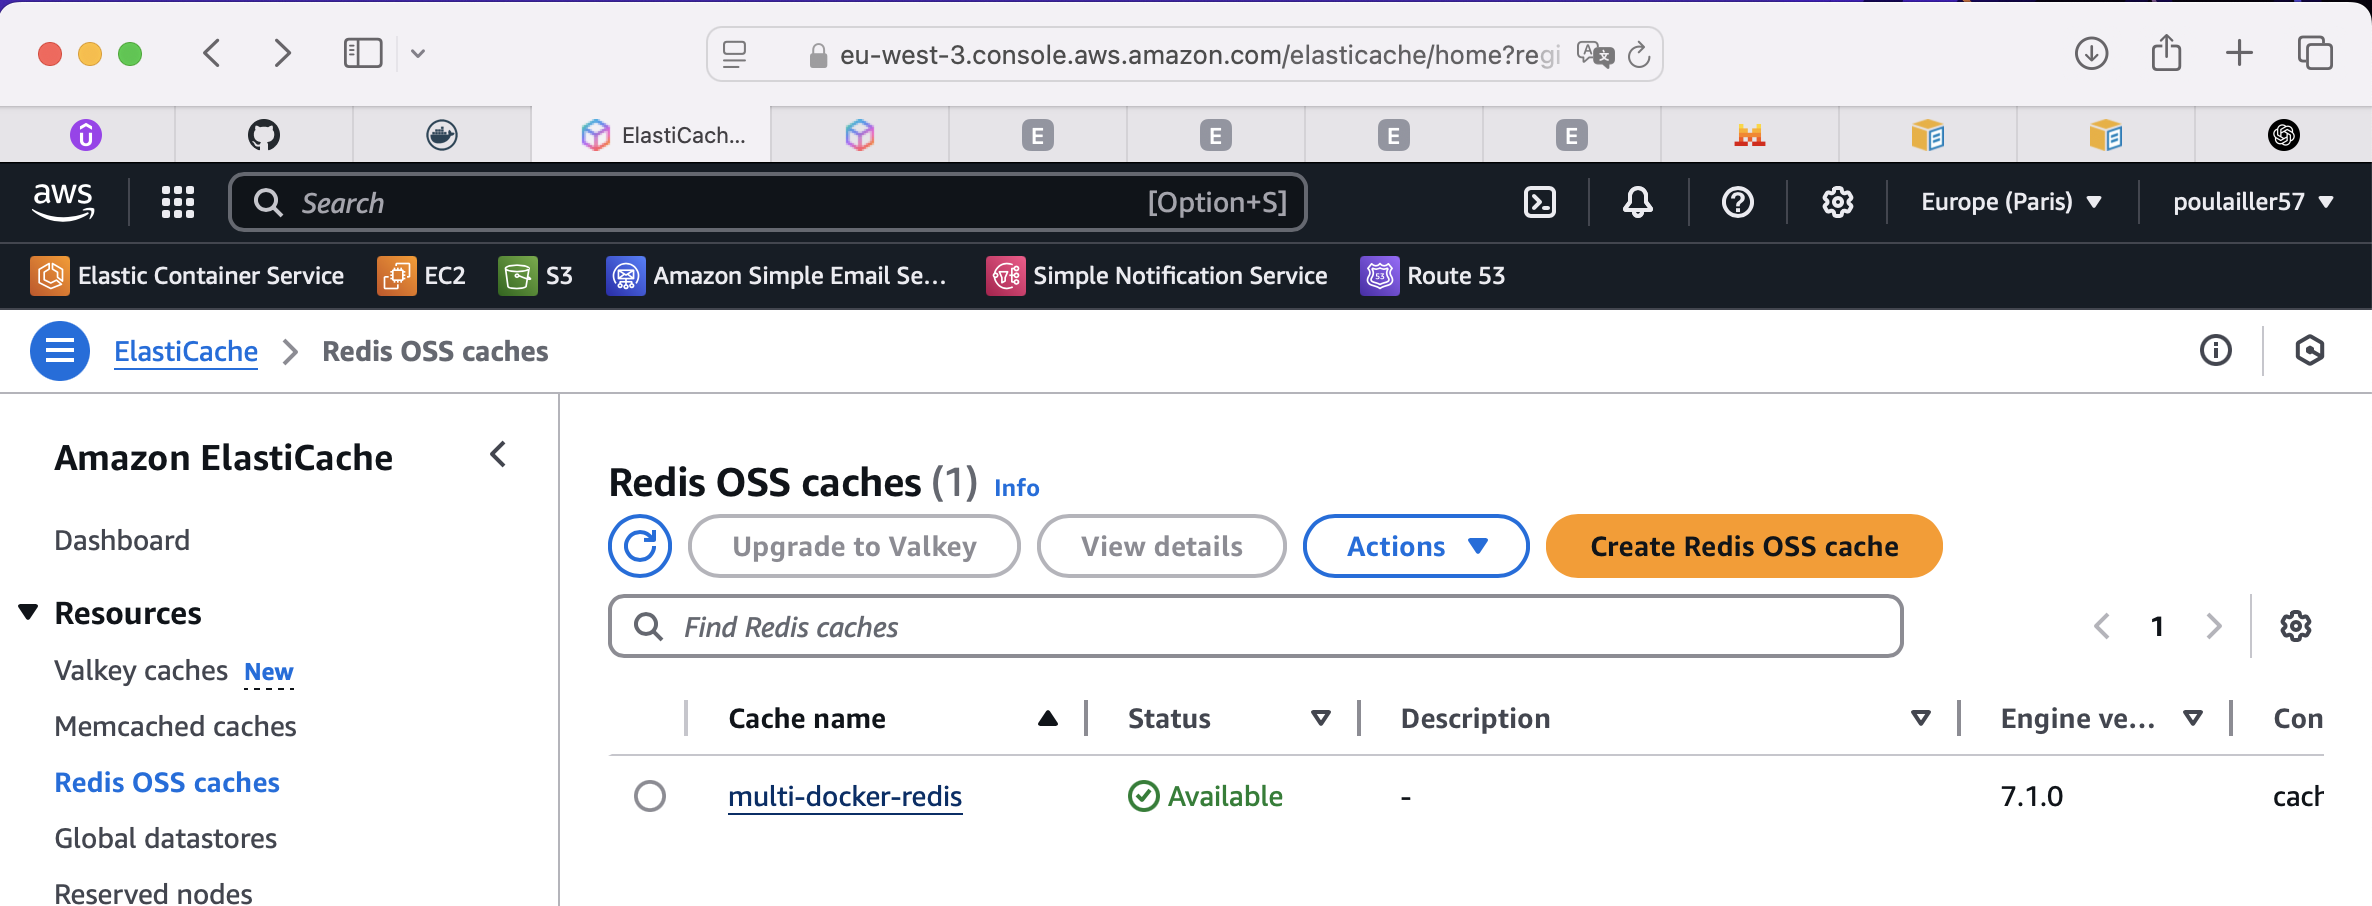 eu-west-3.console.aws.amazon.com/elasticache/home?regi
ElastiCach...
E
E
E
E
aws
Search
[Option+S]
Europe (Paris)
poulailler57
Elastic Container Service
EC2
S3
Amazon Simple Email Se...
Simple Notification Service
53
Route 53
ElastiCache
Redis OSS caches
Amazon ElastiCache
Dashboard
Resources
Valkey caches New
Memcached caches
Redis OSS caches
Global datastores
Reserved nodes
Redis OSS caches (1) Info
Upgrade to Valkey
View details
Actions
Create Redis OSS cache
Find Redis caches
1
Cache name
Status
Description
Engine ve...
Con
multi-docker-redis
Available
-
7.1.0
cach